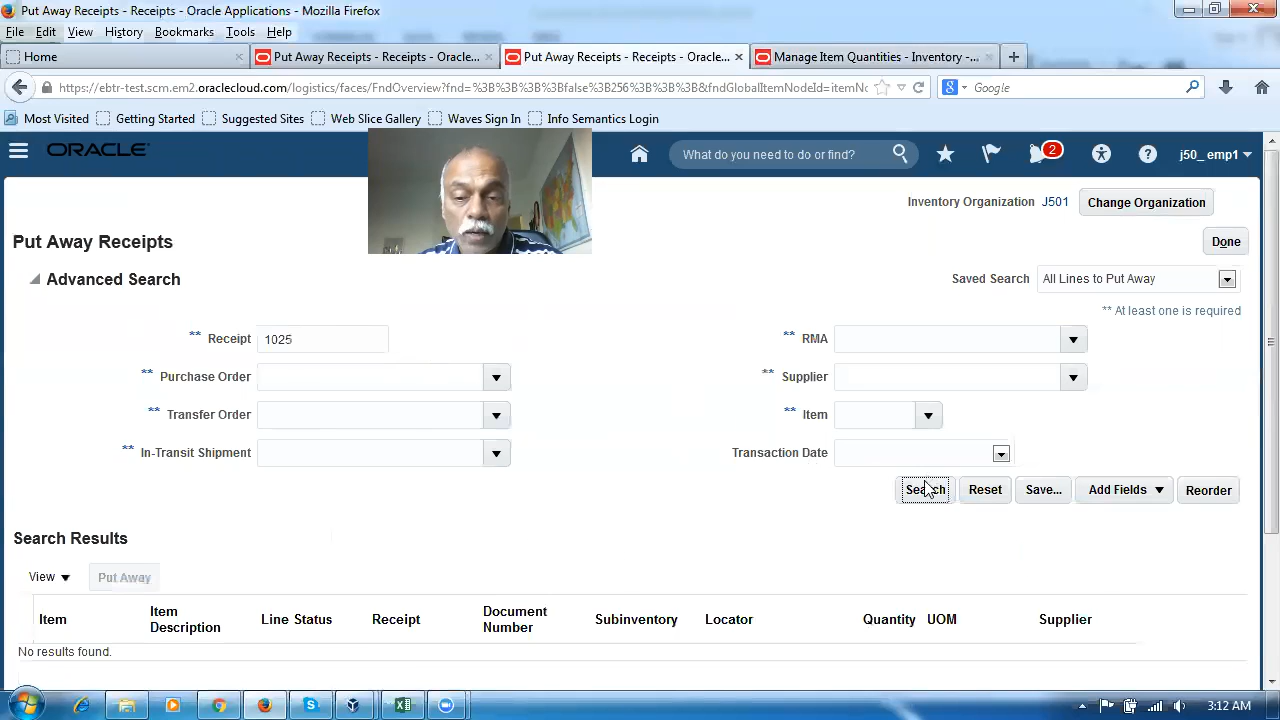 Put Away Receipts - Receipts - Oracle Applications - Mozilla Firefox
File Edit View History Bookmarks Tools Help
Home
Put Away Receipts - Receipts - Oracle...
Put Away Receipts - Receipts - Oracle...
Manage Item Quantities - Inventory -...
https://ebtr-test.scm.em2.oraclecloud.com/logistics/faces/FndOverview?fnd=%3B%3B%3B%3Bfalse%3B256%3B%3B%3B&fndGlobalItemNodeId=itemNc
Google
Most Visited Getting Started Suggested Sites Web Slice Gallery Waves Sign In Info Semantics Login
ORACLE
What do you need to do or find?
2
j50_emp1
Inventory Organization J501 Change Organization
Put Away Receipts
Done
Advanced Search
Saved Search All Lines to Put Away
** At least one is required
** Receipt 1025
** RMA
** Purchase Order
** Supplier
** Transfer Order
** Item
** In-Transit Shipment
Transaction Date
Search Reset Save... Add Fields Reorder
Search Results
View Put Away
Item Item Description Line Status Receipt Document Number Subinventory Locator Quantity UOM Supplier
No results found.
3:12 AM